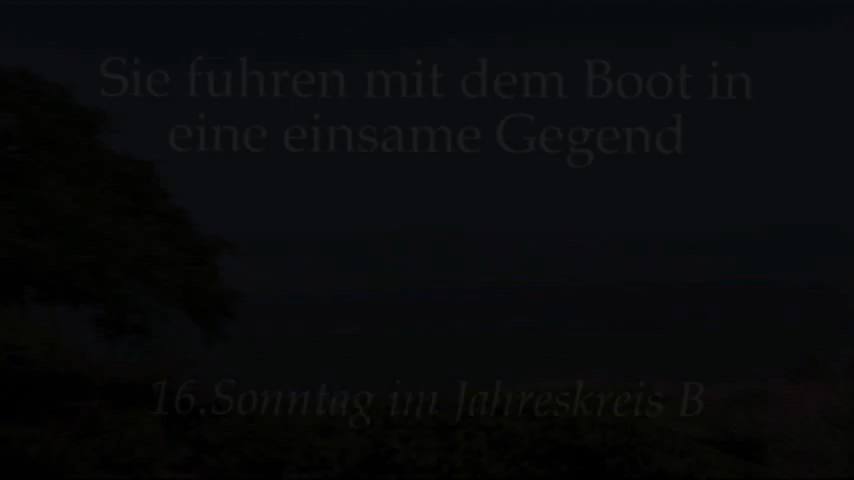 Sie fuhren mit dem Boot in
eine einsame Gegend
16.Sonntag im Jahreskreis B